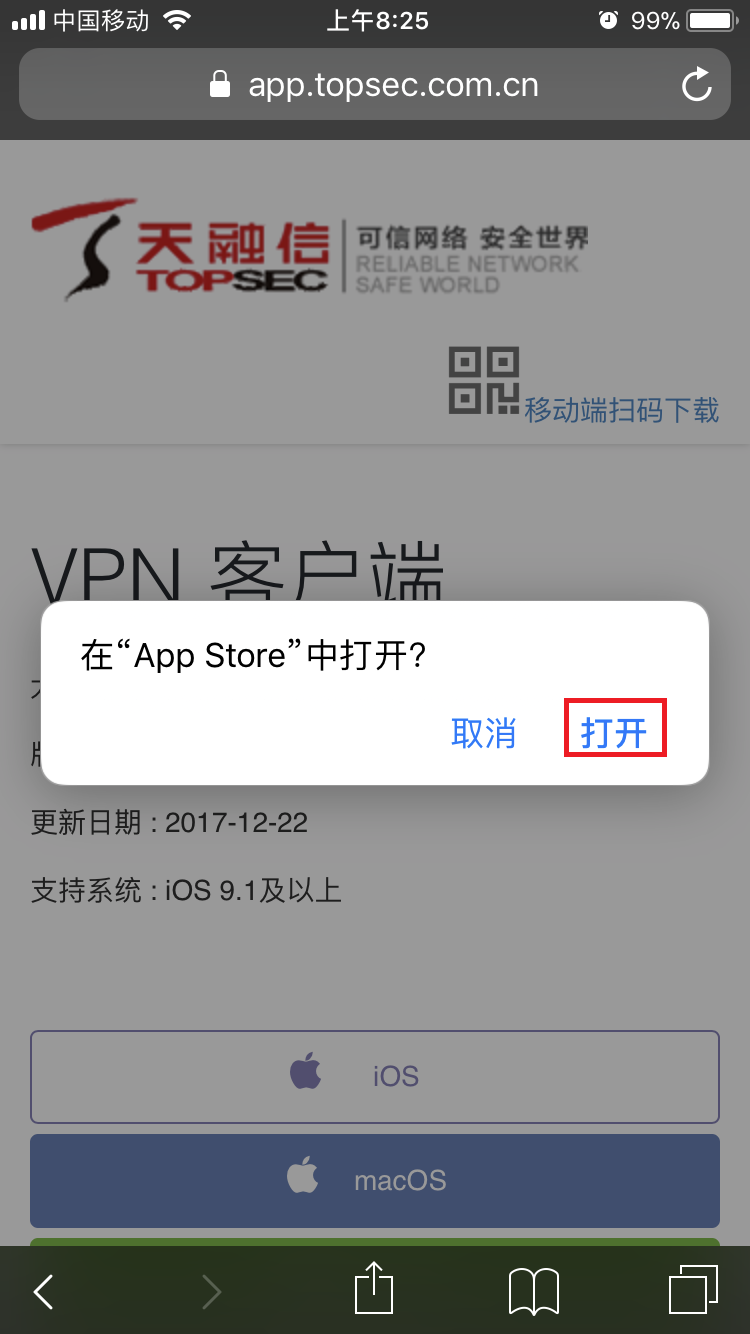 中国移动 上午8:25 99%
app.topsec.com.cn
天融信 可信网络 安全世界
TOPSEC RELIABLE NETWORK
SAFE WORLD
移动端扫码下载
VPN 客户端
在“App Store”中打开?
取消 打开
更新日期 : 2017-12-22
支持系统 : iOS 9.1及以上
iOS
macOS